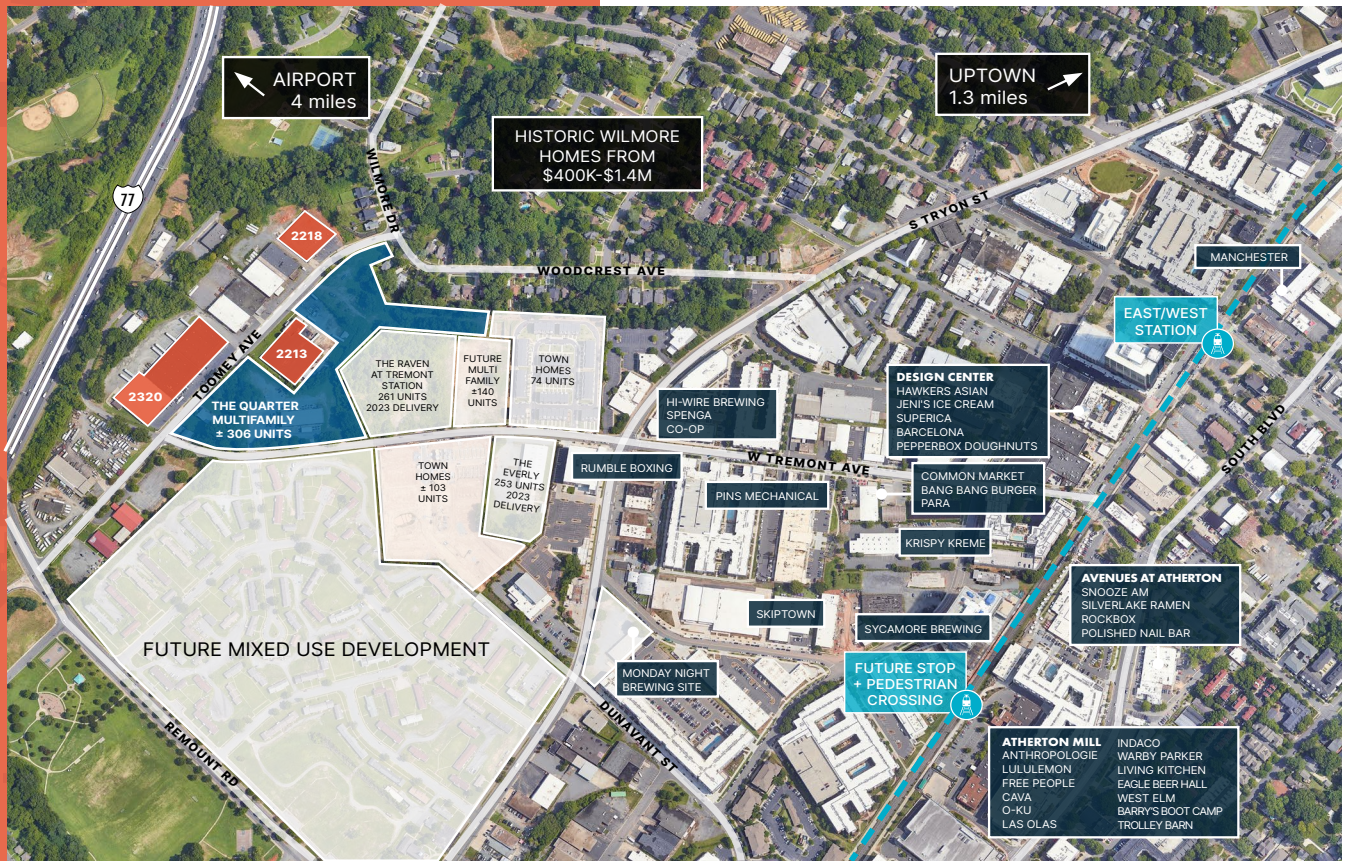 AIRPORT
4 miles
UPTOWN
1.3 miles
HISTORIC WILMORE
HOMES FROM
$400K-$1.4M
77
WILMORE DR
S TRYON ST
2218
WOODCREST AVE
MANCHESTER
EAST/WEST
STATION
TOOMEY AVE
2213
2320
THE QUARTER
MULTIFAMILY
± 306 UNITS
THE RAVEN
AT TREMONT
STATION
261 UNITS
2023 DELIVERY
FUTURE
MULTI
FAMILY
±140
UNITS
TOWN
HOMES
74 UNITS
HI-WIRE BREWING
SPENGA
CO-OP
DESIGN CENTER
HAWKERS ASIAN
JENI'S ICE CREAM
SUPERICA
BARCELONA
PEPPERBOX DOUGHNUTS
SOUTH BLVD
TOWN
HOMES
± 103
UNITS
THE
EVERLY
253 UNITS
2023
DELIVERY
RUMBLE BOXING
W TREMONT AVE
PINS MECHANICAL
COMMON MARKET
BANG BANG BURGER
PARA
KRISPY KREME
AVENUES AT ATHERTON
SNOOZE AM
SILVERLAKE RAMEN
ROCKBOX
POLISHED NAIL BAR
SKIPTOWN
SYCAMORE BREWING
FUTURE MIXED USE DEVELOPMENT
MONDAY NIGHT
BREWING SITE
FUTURE STOP
+ PEDESTRIAN
CROSSING
REMOUNT RD
DUNAVANT ST
ATHERTON MILL
ANTHROPOLOGIE
LULULEMON
FREE PEOPLE
CAVA
O-KU
LAS OLAS
INDACO
WARBY PARKER
LIVING KITCHEN
EAGLE BEER HALL
WEST ELM
BARRY'S BOOT CAMP
TROLLEY BARN